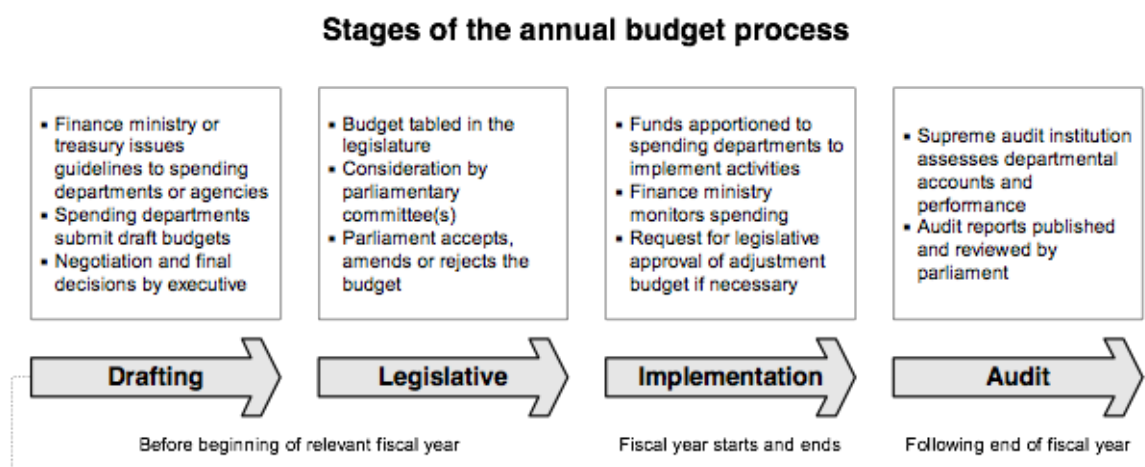 Stages of the annual budget process
▪ Finance ministry or
treasury issues
guidelines to spending
departments or agencies
▪ Spending departments
submit draft budgets
▪ Negotiation and final
decisions by executive
▪ Budget tabled in the
legislature
▪ Consideration by
parliamentary
committee(s)
▪ Parliament accepts,
amends or rejects the
budget
▪ Funds apportioned to
spending departments to
implement activities
▪ Finance ministry
monitors spending
▪ Request for legislative
approval of adjustment
budget if necessary
▪ Supreme audit institution
assesses departmental
accounts and
performance
▪ Audit reports published
and reviewed by
parliament
Drafting
Legislative
Implementation
Audit
Before beginning of relevant fiscal year
Fiscal year starts and ends
Following end of fiscal year